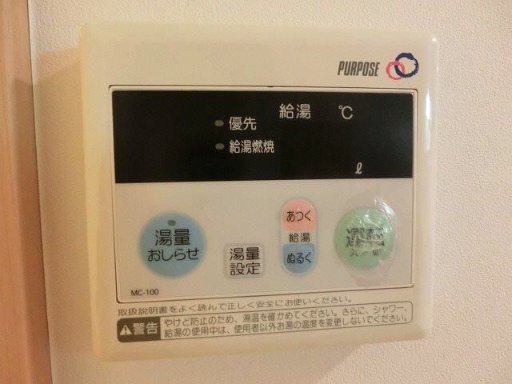 PURPOSE
給湯 ℃
優先
給湯燃焼
ℓ
湯量
おしらせ
湯量
設定
あつく
給湯
ぬるく
運転
MC-100
取扱説明書をよく読んで正しく安全にお使いください。
警告
やけど防止のため、湯温を確かめてください。さらに、シャワー、
給湯の使用中は、使用者以外お湯の温度を変更しないでください。